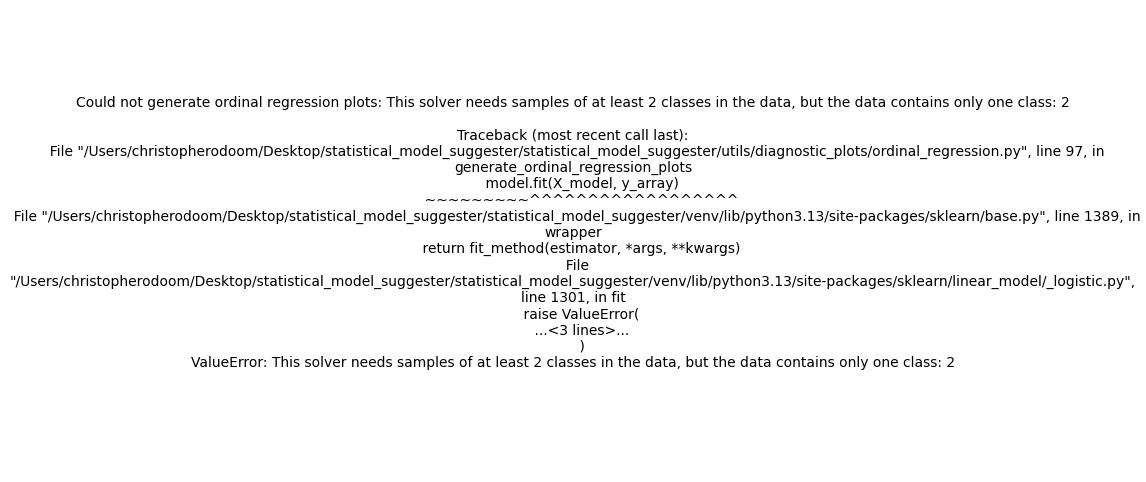 Could not generate ordinal regression plots: This solver needs samples of at least 2 classes in the data, but the data contains only one class: 2
Traceback (most recent call last):
File "/Users/christopherodoom/Desktop/statistical_model_suggester/statistical_model_suggester/utils/diagnostic_plots/ordinal_regression.py", line 97, in
generate_ordinal_regression_plots
model.fit(X_model, y_array)
~~~~~~~~~^^^^^^^^^^^^^^^^^^
File "/Users/christopherodoom/Desktop/statistical_model_suggester/statistical_model_suggester/venv/lib/python3.13/site-packages/sklearn/base.py", line 1389, in
wrapper
return fit_method(estimator, *args, **kwargs)
File
"/Users/christopherodoom/Desktop/statistical_model_suggester/statistical_model_suggester/venv/lib/python3.13/site-packages/sklearn/linear_model/_logistic.py",
line 1301, in fit
raise ValueError(
...<3 lines>...
)
ValueError: This solver needs samples of at least 2 classes in the data, but the data contains only one class: 2